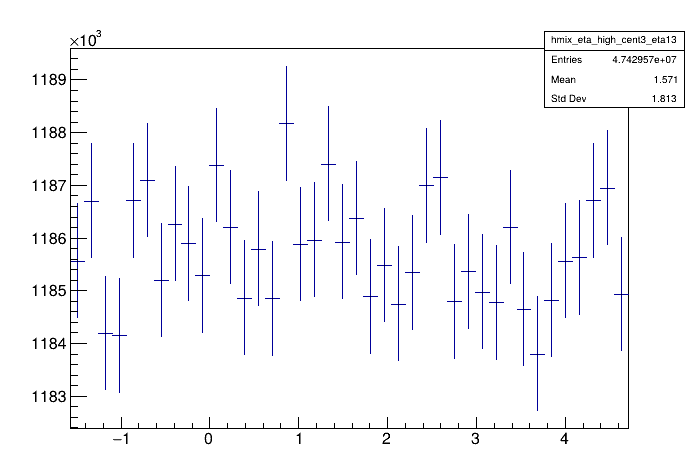 ×10³
hmix_eta_high_cent3_eta13
Entries 4.742957e+07
Mean 1.571
Std Dev 1.813
1189
1188
1187
1186
1185
1184
1183
−1 0 1 2 3 4